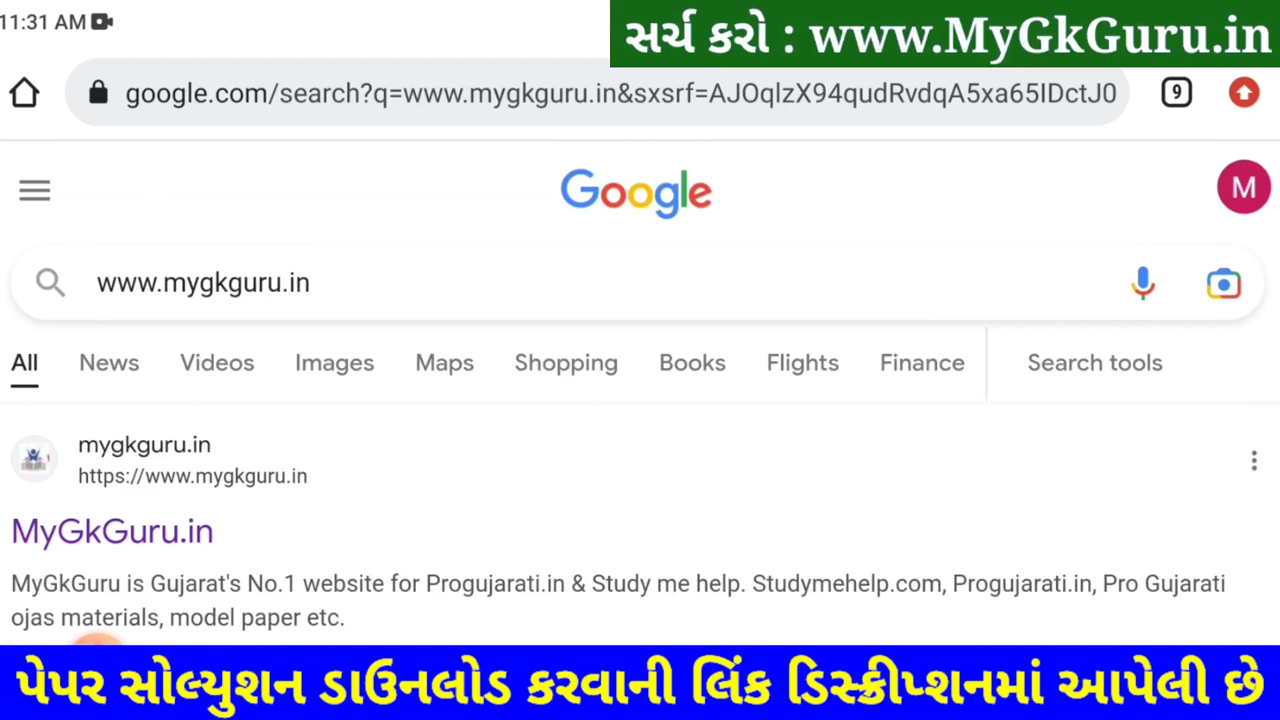 11:31 AM
સર્ચ કરો : www.MyGkGuru.in
google.com/search?q=www.mygkguru.in&sxsrf=AJOqlzX94qudRvdqA5xa65IDctJ0
9
Google
M
www.mygkguru.in
All News Videos Images Maps Shopping Books Flights Finance Search tools
mygkguru.in
https://www.mygkguru.in
MyGkGuru.in
MyGkGuru is Gujarat's No.1 website for Progujarati.in & Study me help. Studymehelp.com, Progujarati.in, Pro Gujarati
ojas materials, model paper etc.
પેપર સોલ્યુશન ડાઉનલોડ કરવાની લિંક ડિસ્ક્રીપ્શનમાં આપેલી છે